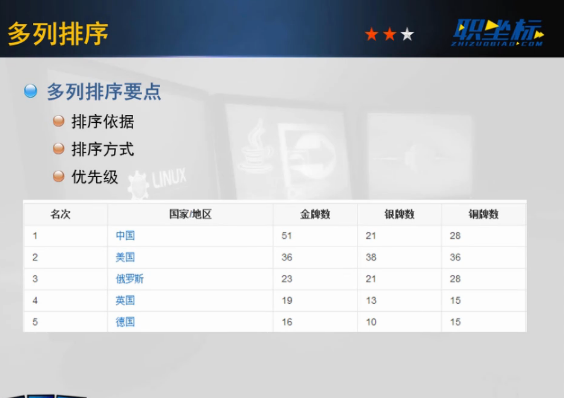 多列排序
职坐标
ZHIZUOBIAO.COM
多列排序要点
排序依据
排序方式
优先级
LINUX
名次 国家/地区 金牌数 银牌数 铜牌数
1 中国 51 21 28
2 美国 36 38 36
3 俄罗斯 23 21 28
4 英国 19 13 15
5 德国 16 10 15